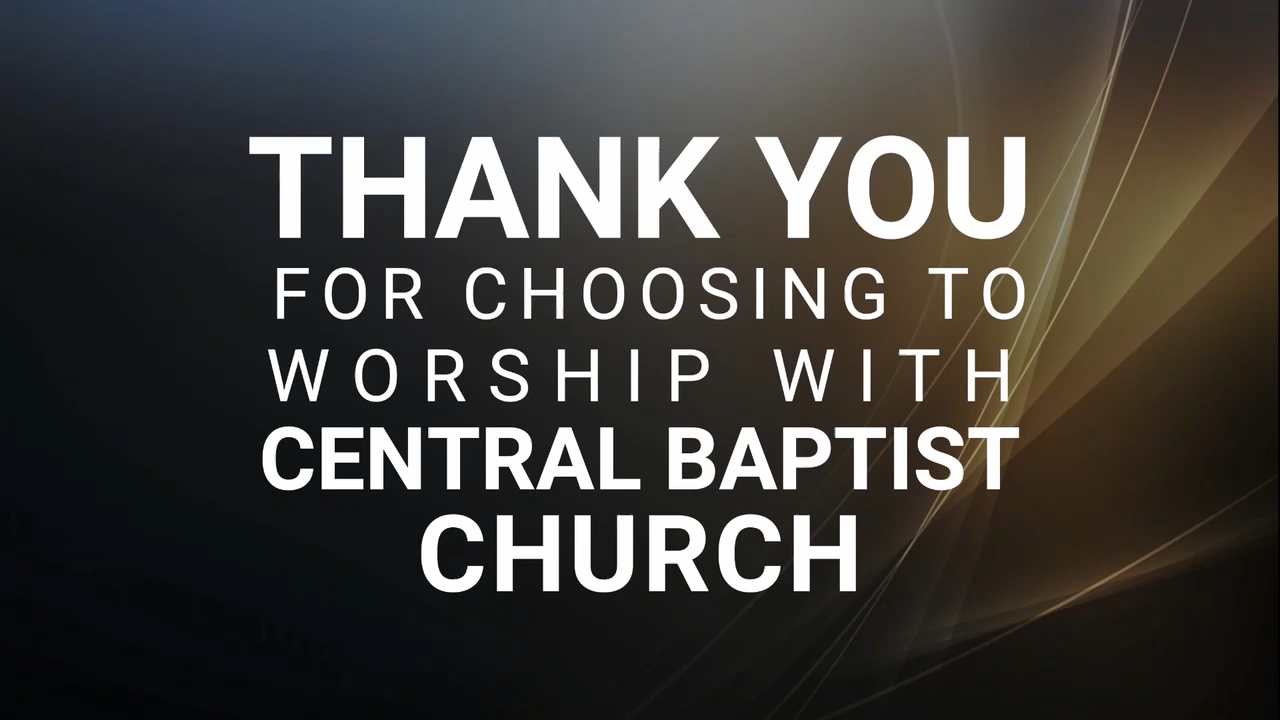 THANK YOU
FOR CHOOSING TO
WORSHIP WITH
CENTRAL BAPTIST
CHURCH